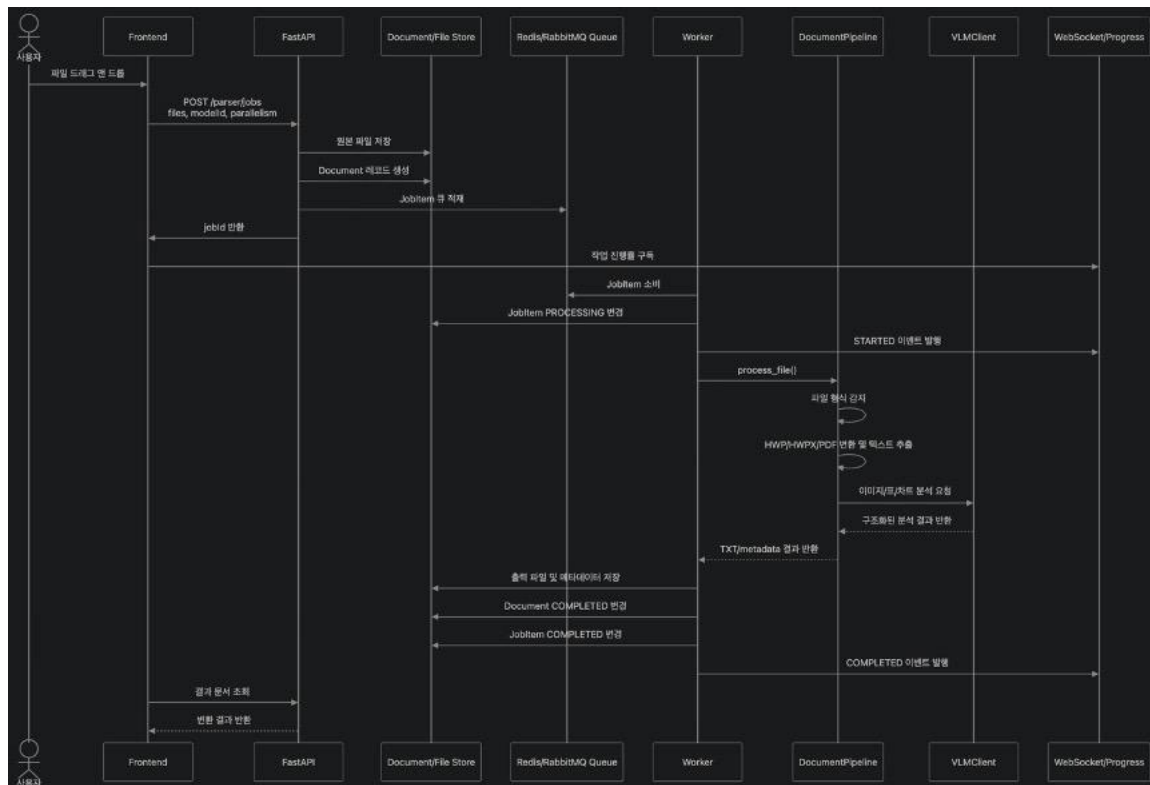 사용자
Frontend
FastAPI
Document/File Store
Redis/RabbitMQ Queue
Worker
DocumentPipeline
VLMClient
WebSocket/Progress
파일 드래그 앤 드롭
POST /parser/jobs
files, modelId, parallelism
원본 파일 저장
Document 레코드 생성
JobItem 큐 적재
jobId 반환
작업 진행률 구독
JobItem 소비
JobItem PROCESSING 변경
STARTED 이벤트 발행
process_file()
파일 형식 감지
HWP/HWPX/PDF 변환 및 텍스트 추출
이미지/표/차트 분석 요청
구조화된 분석 결과 반환
TXT/metadata 결과 반환
출력 파일 및 메타데이터 저장
Document COMPLETED 변경
JobItem COMPLETED 변경
COMPLETED 이벤트 발행
결과 문서 조회
변환 결과 반환
사용자
Frontend
FastAPI
Document/File Store
Redis/RabbitMQ Queue
Worker
DocumentPipeline
VLMClient
WebSocket/Progress